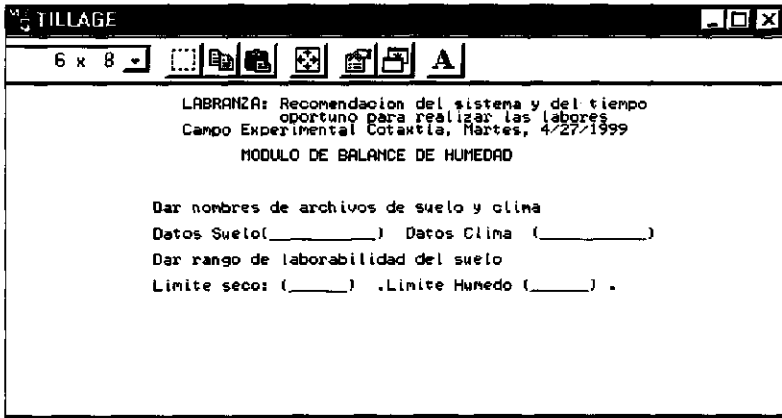 TILLAGE
6 x 8
A
LABRANZA: Recomendacion del sistema y del tiempo
oportuno para realizar las labores
Campo Experimental Cotaxtla, Martes, 4/27/1999
MODULO DE BALANCE DE HUMEDAD
Dar nombres de archivos de suelo y clima
Datos Suelo(__________) Datos Clima (__________)
Dar rango de laborabilidad del suelo
Limite seco: (_____) .Limite Humedo (_____) .